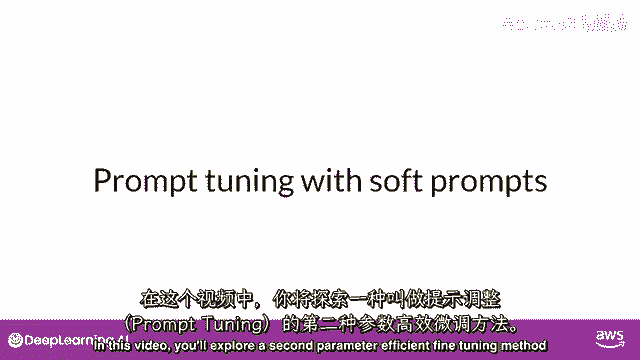 Prompt tuning with soft prompts
在这个视频中，你将探索一种叫做提示调整
（Prompt Tuning）的第二种参数高效微调方法。
In this video, you'll explore a second parameter efficient fine tuning method
DeepLearning.AI
aws